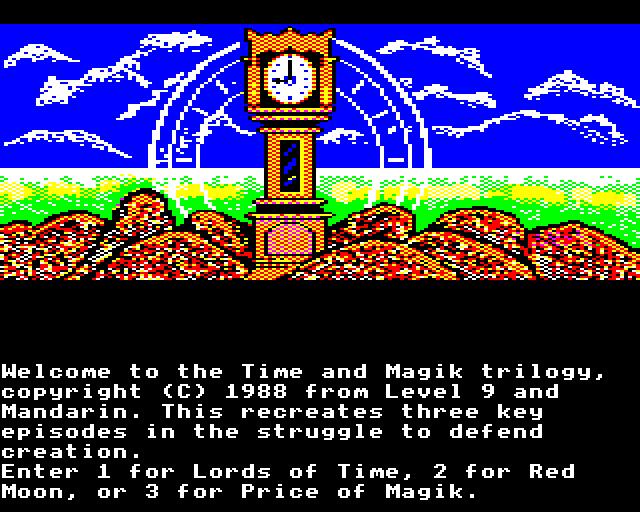 Welcome to the Time and Magik trilogy,
copyright (C) 1988 from Level 9 and
Mandarin. This recreates three key
episodes in the struggle to defend
creation.
Enter 1 for Lords of Time, 2 for Red
Moon, or 3 for Price of Magik.